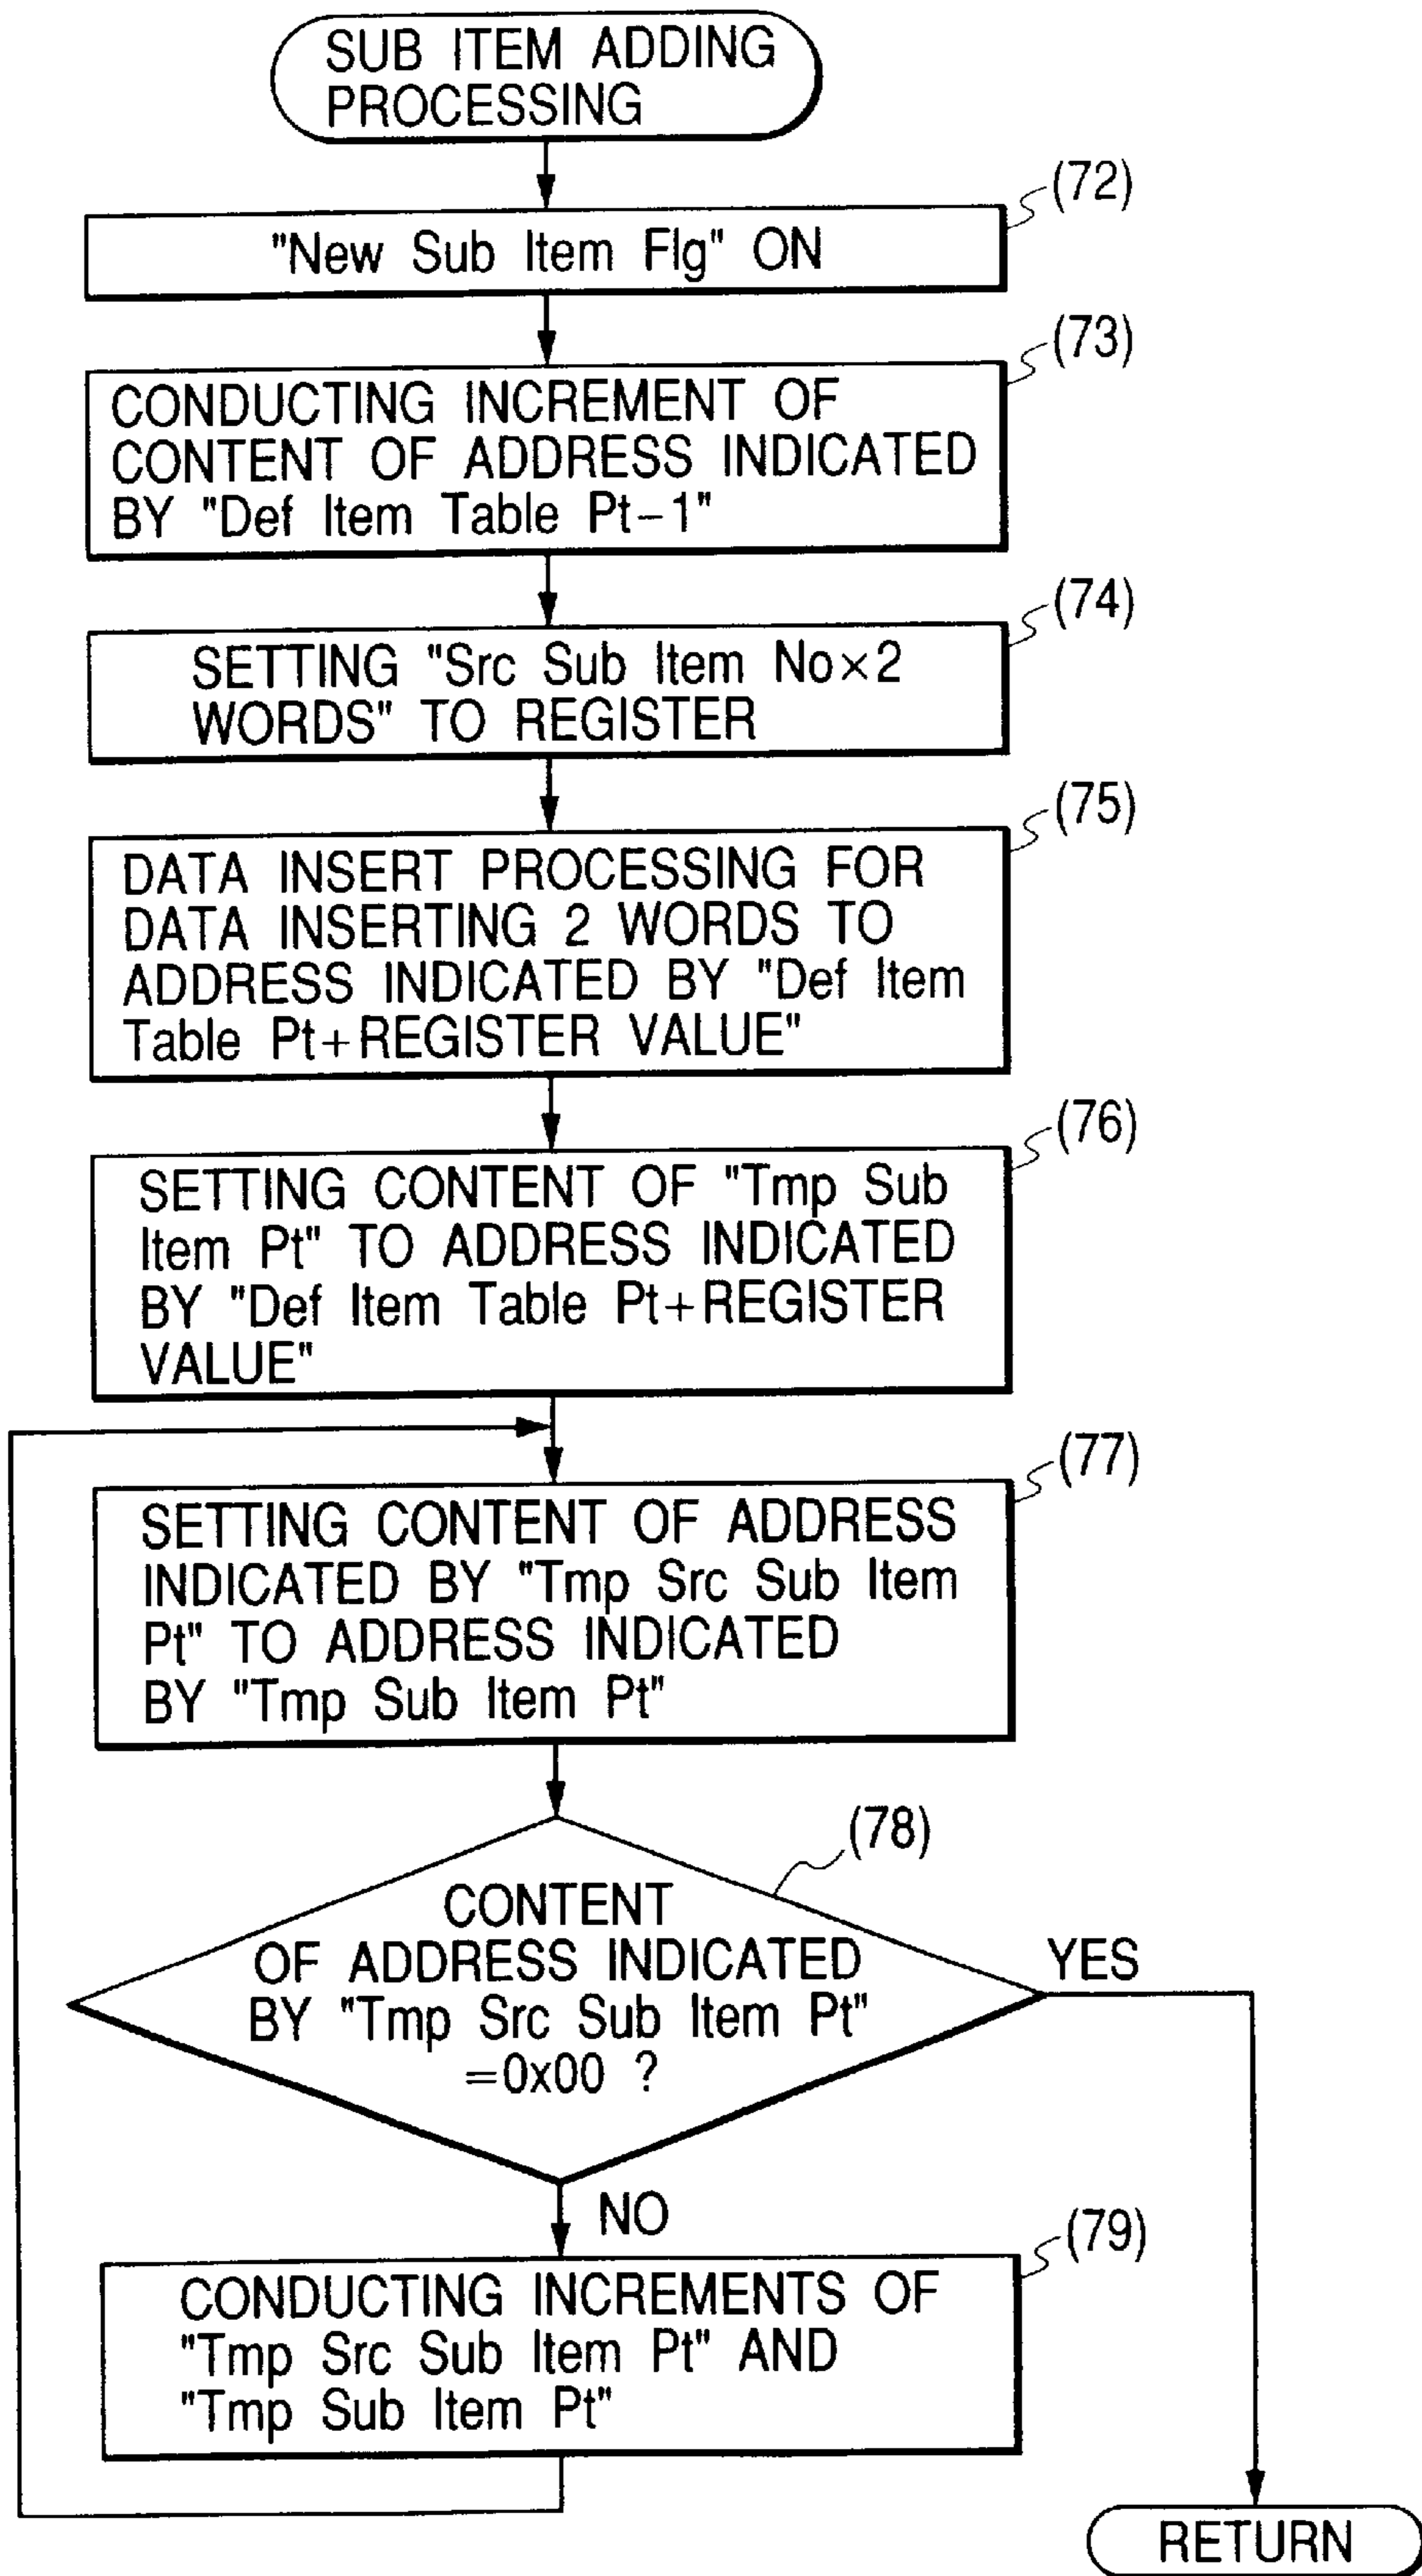 SUB ITEM ADDING
PROCESSING
(72)
"New Sub Item Flg" ON
(73)
CONDUCTING INCREMENT OF
CONTENT OF ADDRESS INDICATED
BY "Def Item Table Pt−1"
(74)
SETTING "Src Sub Item No×2
WORDS" TO REGISTER
(75)
DATA INSERT PROCESSING FOR
DATA INSERTING 2 WORDS TO
ADDRESS INDICATED BY "Def Item
Table Pt+REGISTER VALUE"
(76)
SETTING CONTENT OF "Tmp Sub
Item Pt" TO ADDRESS INDICATED
BY "Def Item Table Pt+REGISTER
VALUE"
(77)
SETTING CONTENT OF ADDRESS
INDICATED BY "Tmp Src Sub Item
Pt" TO ADDRESS INDICATED
BY "Tmp Sub Item Pt"
(78)
CONTENT
OF ADDRESS INDICATED
BY "Tmp Src Sub Item Pt"
=0x00 ?
YES
NO
(79)
CONDUCTING INCREMENTS OF
"Tmp Src Sub Item Pt" AND
"Tmp Sub Item Pt"
RETURN